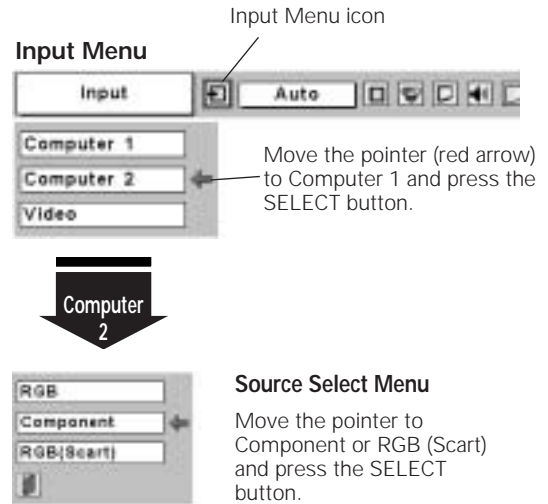 Input Menu icon
Input Menu
Input Auto
Computer 1
Computer 2
Video
Move the pointer (red arrow)
to Computer 1 and press the
SELECT button.
Computer
2
RGB
Component
RGB(Scart)
Source Select Menu
Move the pointer to
Component or RGB (Scart)
and press the SELECT
button.